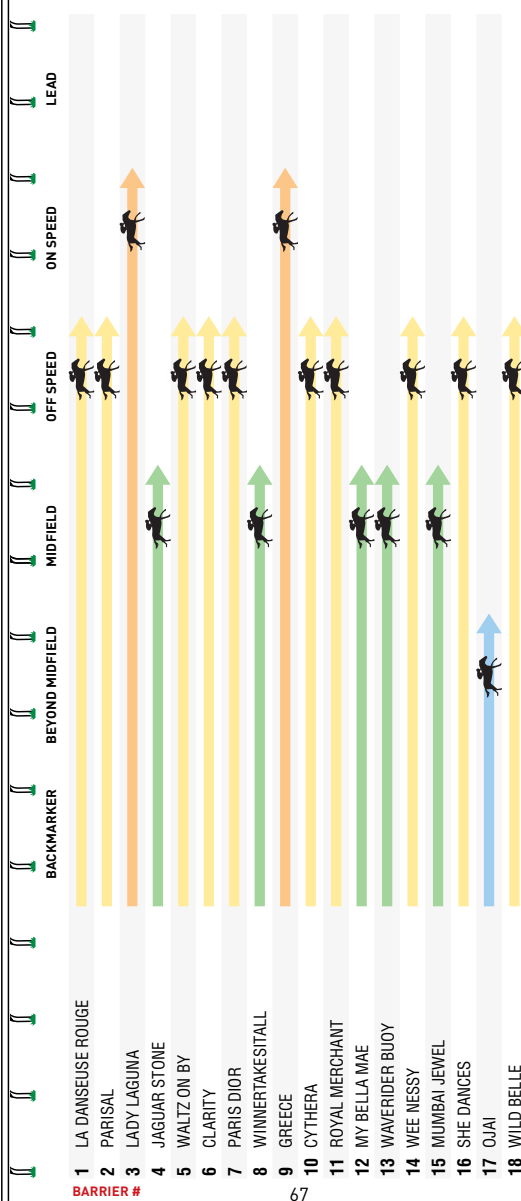 LEAD
ON SPEED
OFF SPEED
MIDFIELD
BEYOND MIDFIELD
BACKMARKER
1 LA DANSEUSE ROUGE
2 PARISAL
3 LADY LAGUNA
4 JAGUAR STONE
5 WALTZ ON BY
6 CLARITY
7 PARIS DIOR
8 WINNERTAKESITALL
9 GREECE
10 CYTHERA
11 ROYAL MERCHANT
12 MY BELLA MAE
13 WAVERIDER BUOY
14 WEE NESSY
15 MUMBAI JEWEL
16 SHE DANCES
17 OJAI
18 WILD BELLE
BARRIER #
67